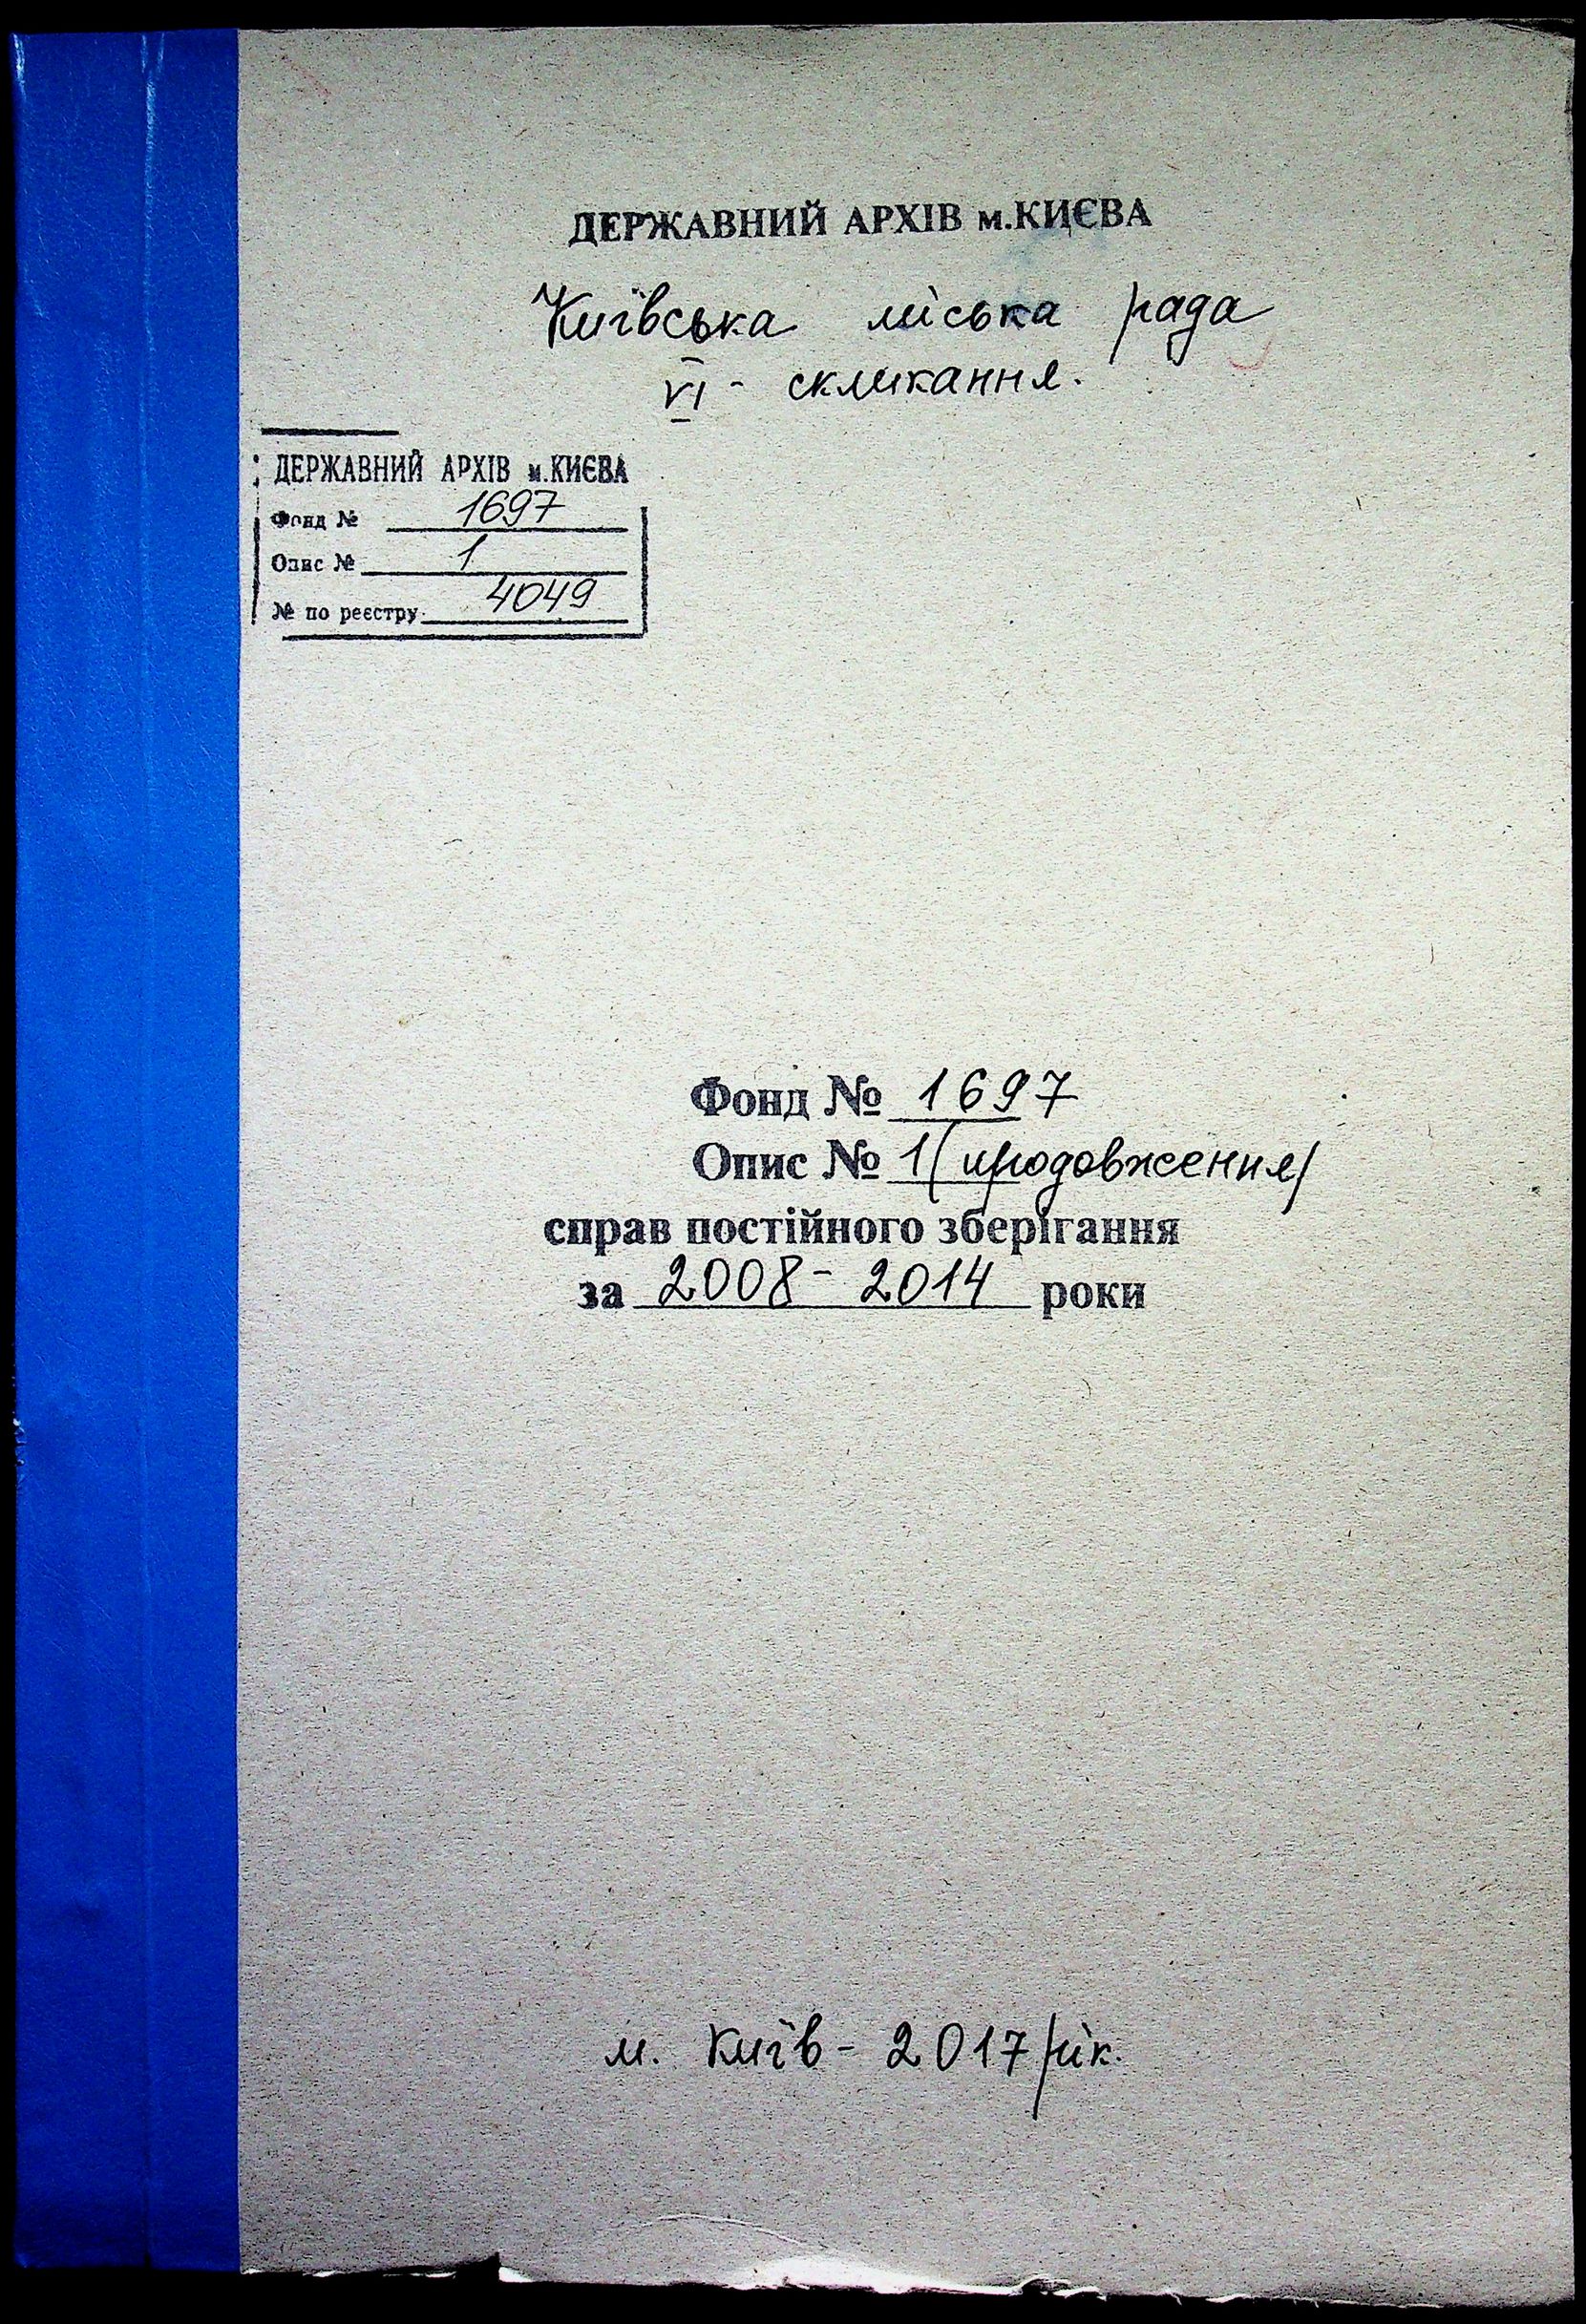 ДЕРЖАВНИЙ АРХІВ м.КИЄВА
Київська міська рада
VI - скликання.
ДЕРЖАВНИЙ АРХІВ м.КИЄВА
Фонд № 1697
Опис № 1
№ по реєстру 4049
Фонд № 1697
Опис № 1 (продовження)
справ постійного зберігання
за 2008 - 2014 роки
м. Київ - 2017 рік.